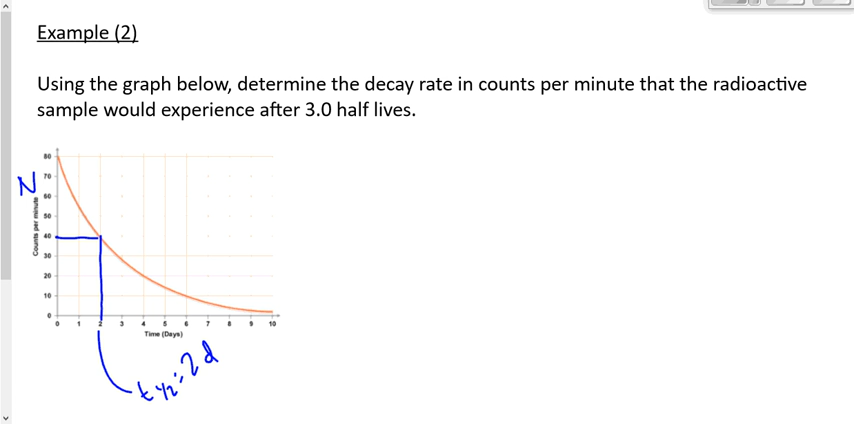 Example (2)
Using the graph below, determine the decay rate in counts per minute that the radioactive
sample would experience after 3.0 half lives.
N
Counts per minute
80
70
60
50
40
30
20
10
0
0 1 2 3 4 5 6 7 8 9 10
Time (Days)
t 1/2 = 2 d